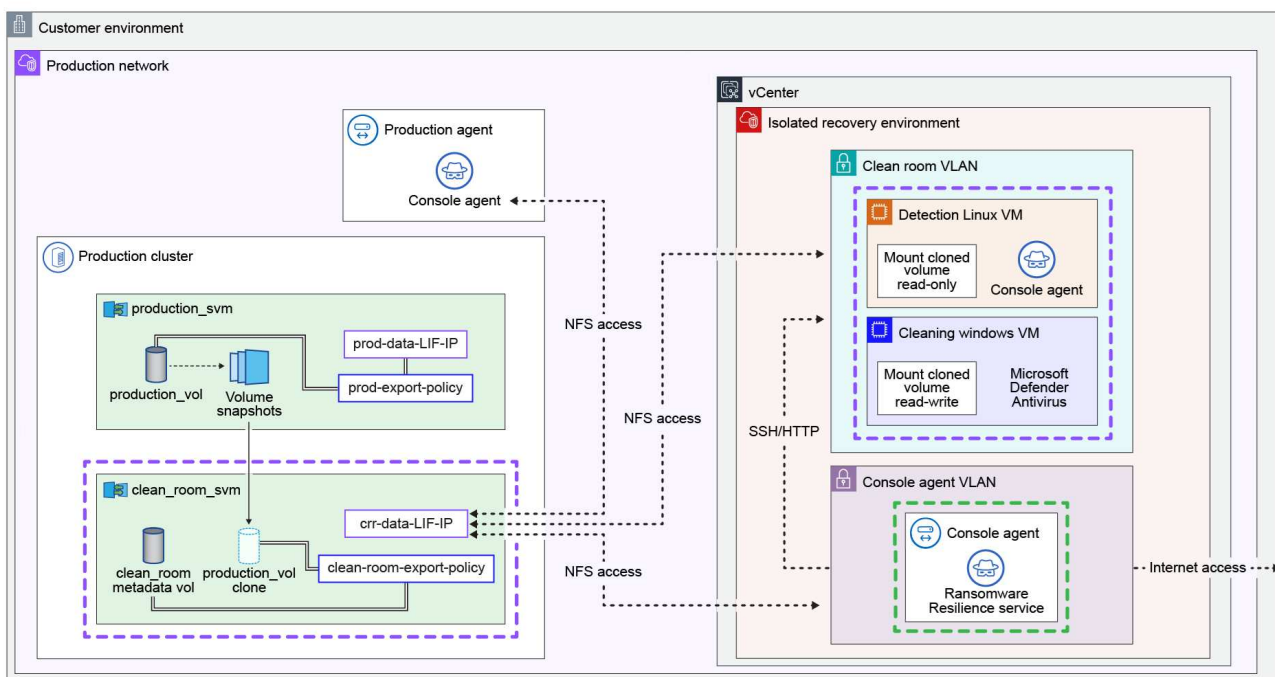 Customer environment
Production network
Production agent
Console agent
Production cluster
production_svm
production_vol
Volume
snapshots
prod-data-LIF-IP
prod-export-policy
clean_room_svm
clean_room
metadata vol
production_vol
clone
crr-data-LIF-IP
clean-room-export-policy
NFS access
NFS access
NFS access
vCenter
Isolated recovery environment
Clean room VLAN
Detection Linux VM
Mount cloned
volume
read-only
Console agent
Cleaning windows VM
Mount cloned
volume
read-write
Microsoft
Defender
Antivirus
SSH/HTTP
Console agent VLAN
Console agent
Ransomware
Resilience service
Internet access